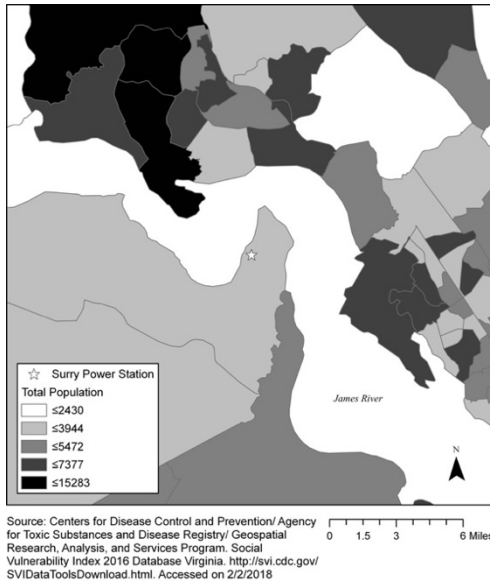 James River
N
Surry Power Station
Total Population
≤2430
≤3944
≤5472
≤7377
≤15283
Source: Centers for Disease Control and Prevention/ Agency
for Toxic Substances and Disease Registry/ Geospatial
Research, Analysis, and Services Program. Social
Vulnerability Index 2016 Database Virginia. http://svi.cdc.gov/
SVIDataToolsDownload.html. Accessed on 2/2/2018
0 1.5 3 6 Miles